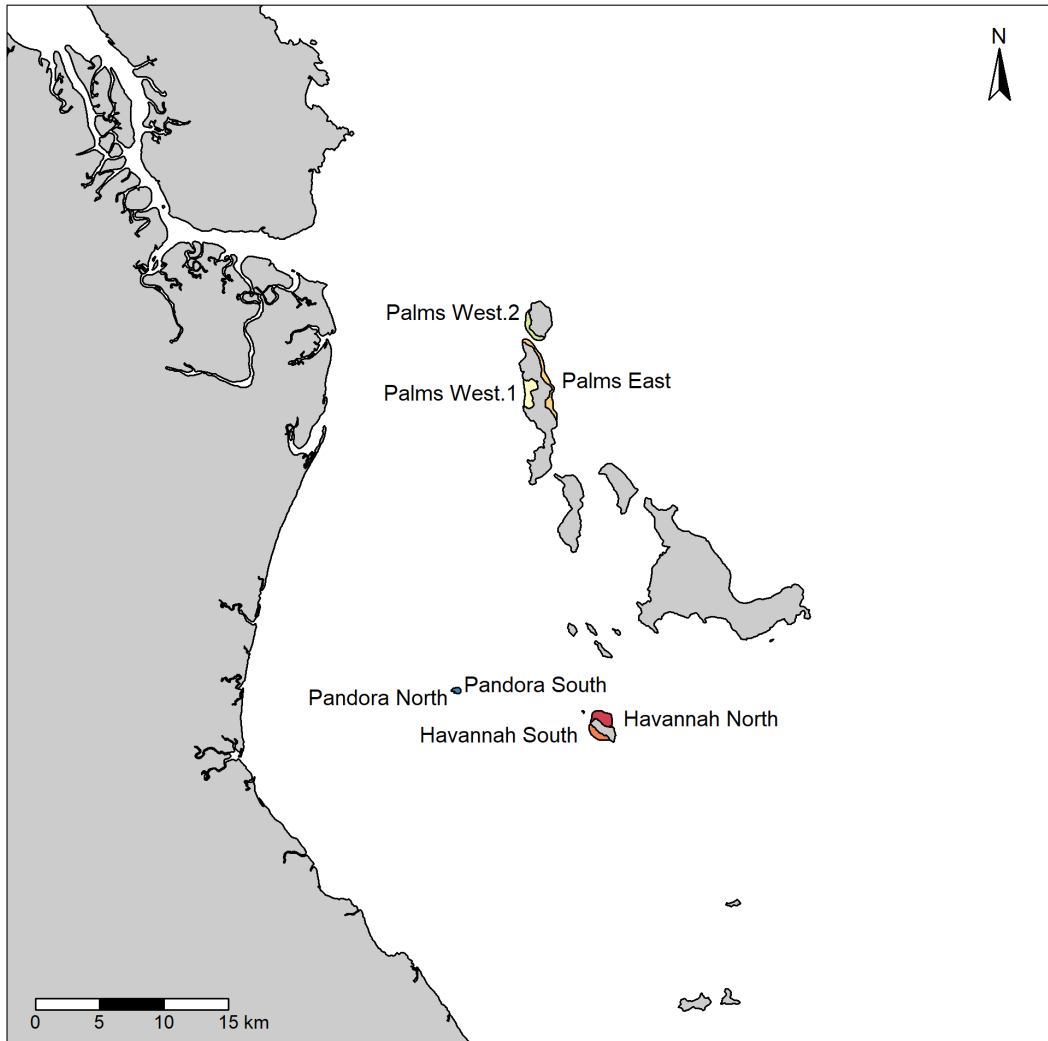 N
Palms West.2
Palms East
Palms West.1
Pandora South
Pandora North
Havannah North
Havannah South
0 5 10 15 km